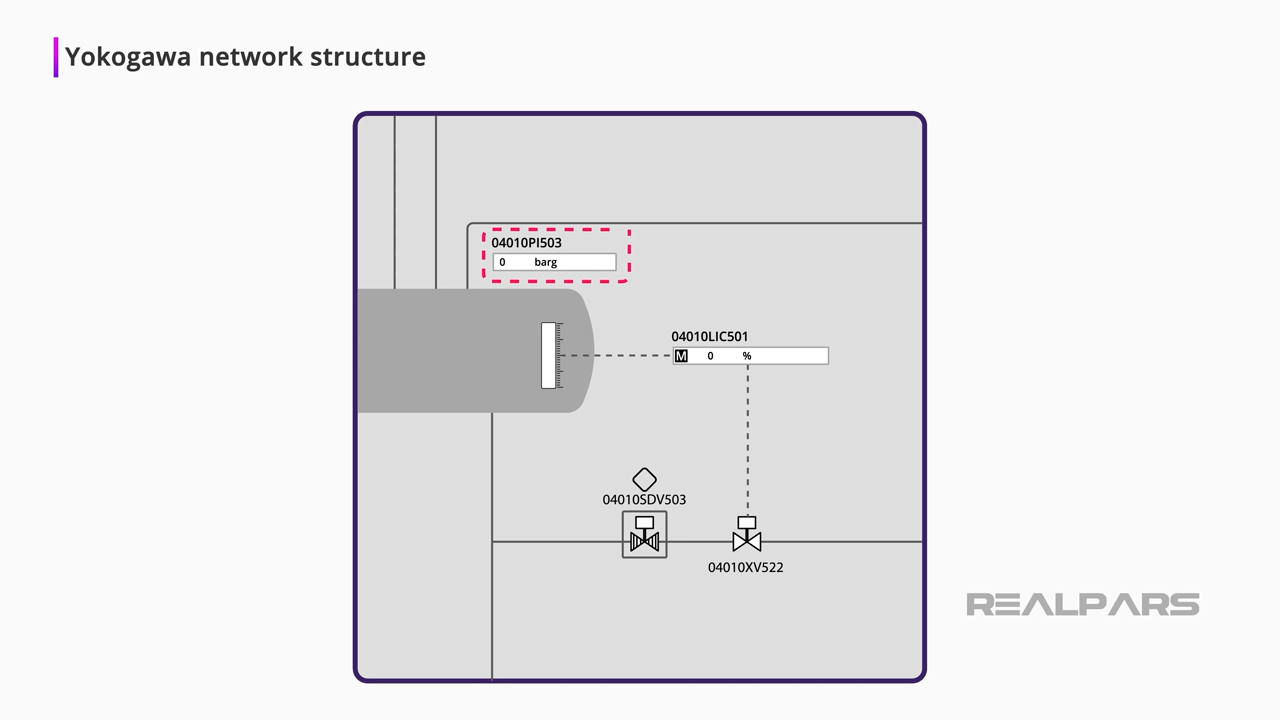 Yokogawa network structure
04010PI503
0 barg
04010LIC501
M 0 %
04010SDV503
04010XV522
REALPARS